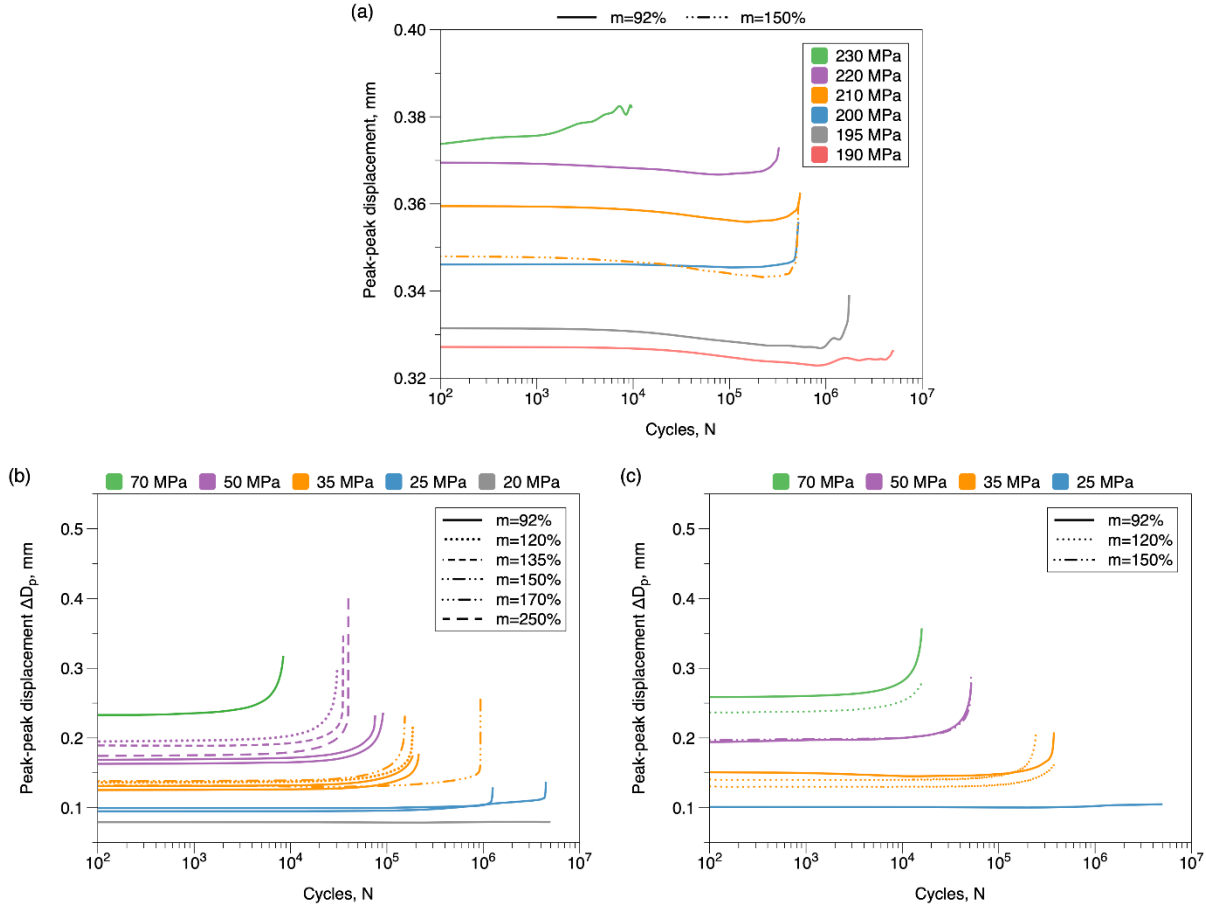 (a)
m=92% m=150%
0.40
0.38
0.36
0.34
0.32
Peak-peak displacement, mm
230 MPa
220 MPa
210 MPa
200 MPa
195 MPa
190 MPa
10² 10³ 10⁴ 10⁵ 10⁶ 10⁷
Cycles, N
(b)
70 MPa 50 MPa 35 MPa 25 MPa 20 MPa
0.5
0.4
0.3
0.2
0.1
Peak-peak displacement ΔDₚ, mm
m=92%
m=120%
m=135%
m=150%
m=170%
m=250%
10² 10³ 10⁴ 10⁵ 10⁶ 10⁷
Cycles, N
(c)
70 MPa 50 MPa 35 MPa 25 MPa
0.5
0.4
0.3
0.2
0.1
Peak-peak displacement ΔDₚ, mm
m=92%
m=120%
m=150%
10² 10³ 10⁴ 10⁵ 10⁶ 10⁷
Cycles, N